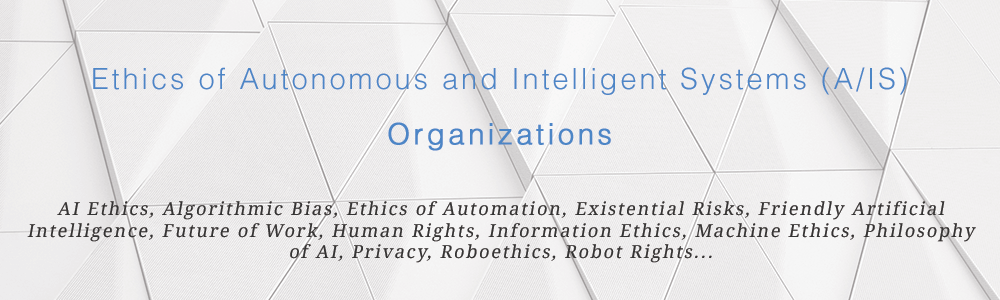 Ethics of Autonomous and Intelligent Systems (A/IS)
Organizations
AI Ethics, Algorithmic Bias, Ethics of Automation, Existential Risks, Friendly Artificial
Intelligence, Future of Work, Human Rights, Information Ethics, Machine Ethics, Philosophy
of AI, Privacy, Roboethics, Robot Rights...